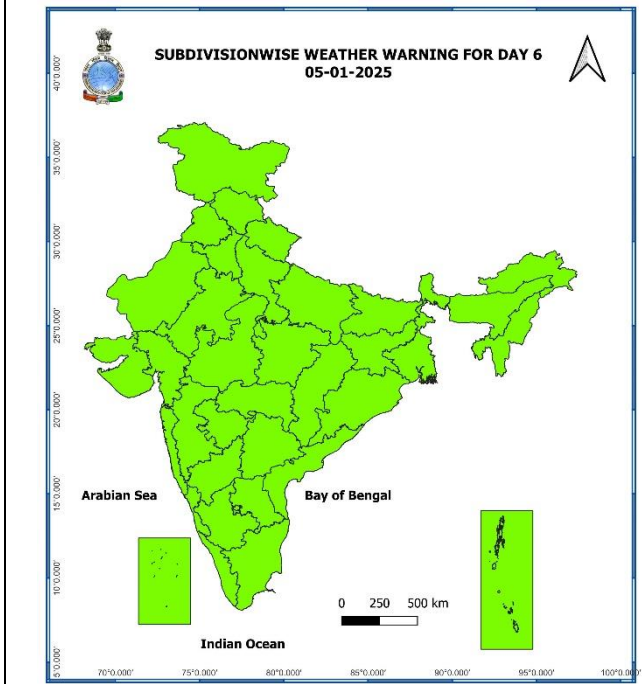 SUBDIVISIONWISE WEATHER WARNING FOR DAY 6
05-01-2025
40°0.000'
35°0.000'
30°0.000'
25°0.000'
20°0.000'
15°0.000'
10°0.000'
5°0.000'
Arabian Sea
Bay of Bengal
0 250 500 km
Indian Ocean
70°0.000' 75°0.000' 80°0.000' 85°0.000' 90°0.000' 95°0.000' 100°0.000'